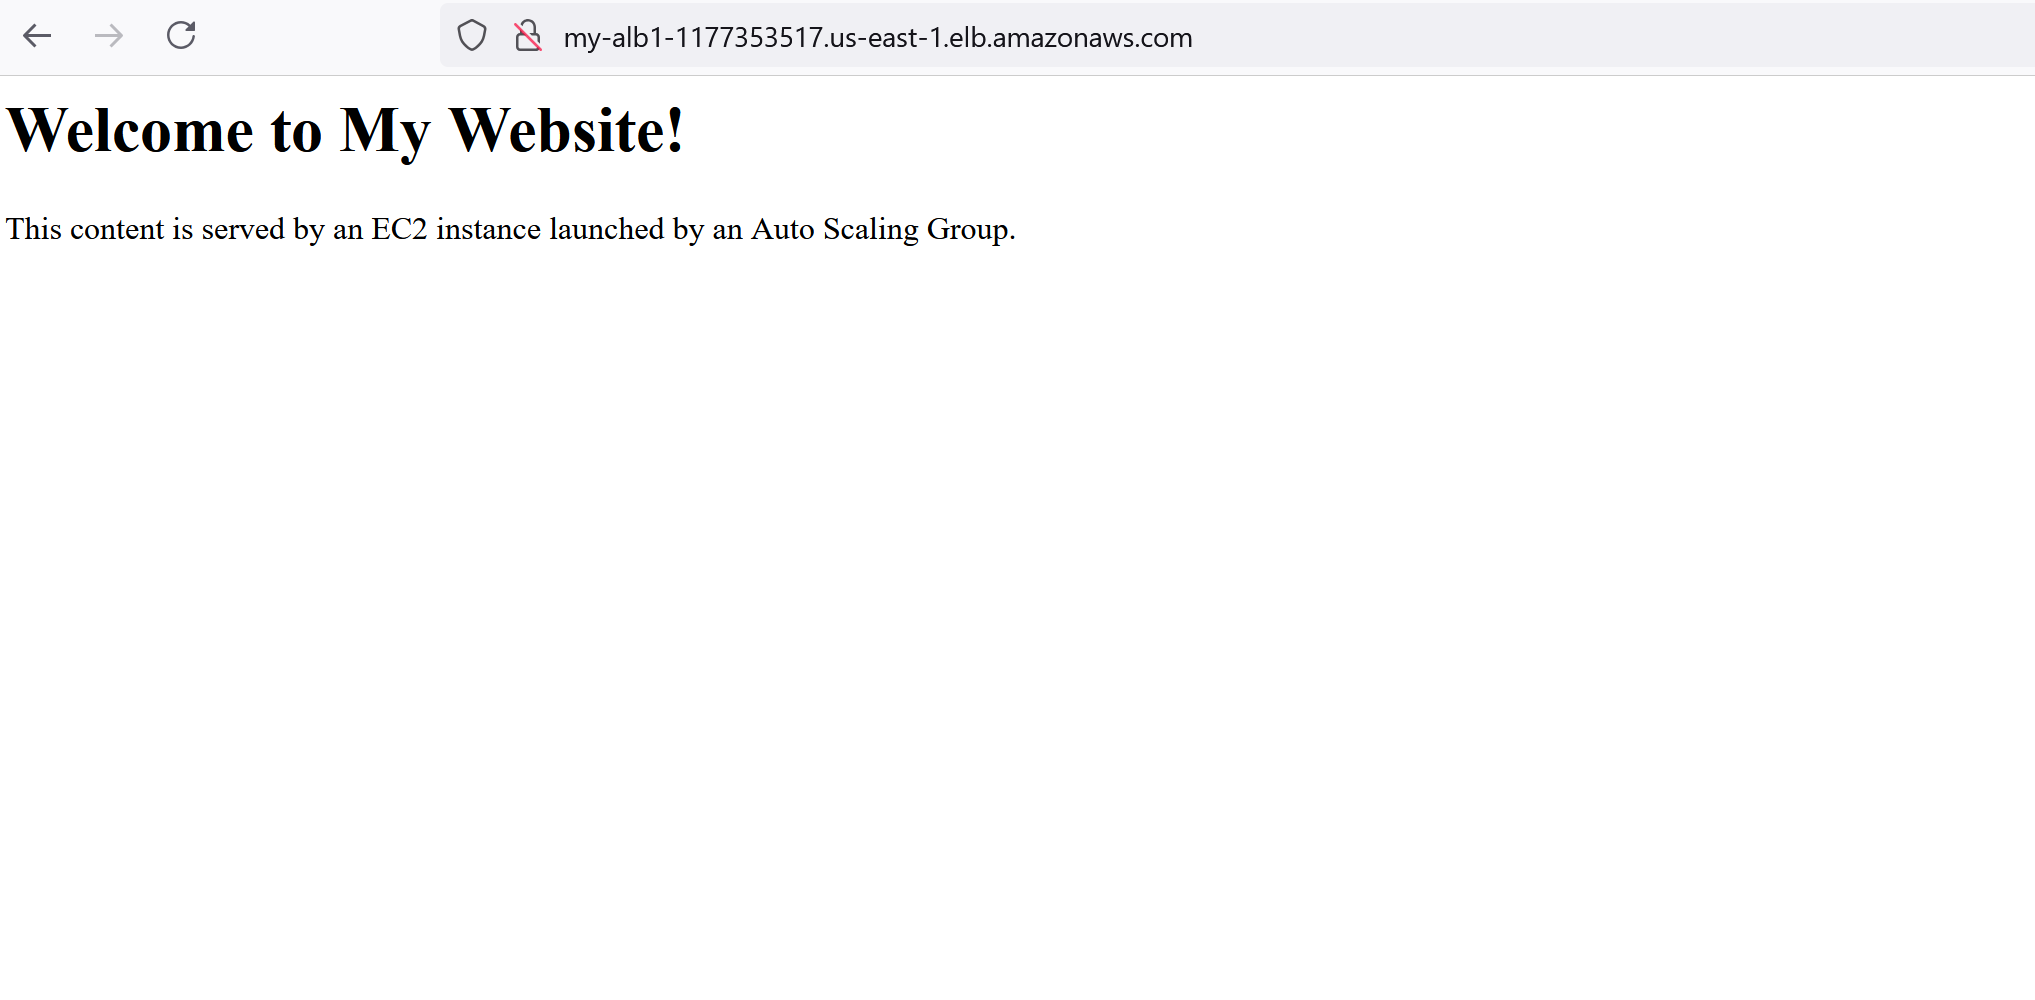 my-alb1-1177353517.us-east-1.elb.amazonaws.com
Welcome to My Website!
This content is served by an EC2 instance launched by an Auto Scaling Group.